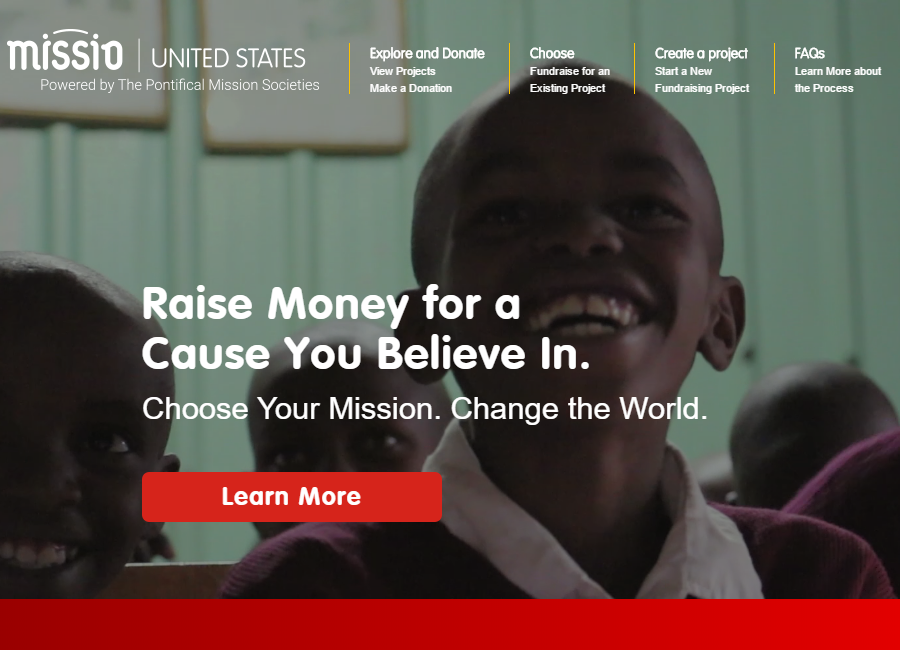 missio | UNITED STATES
Powered by The Pontifical Mission Societies
Explore and Donate
View Projects
Make a Donation
Choose
Fundraise for an
Existing Project
Create a project
Start a New
Fundraising Project
FAQs
Learn More about
the Process
Raise Money for a
Cause You Believe In.
Choose Your Mission. Change the World.
Learn More